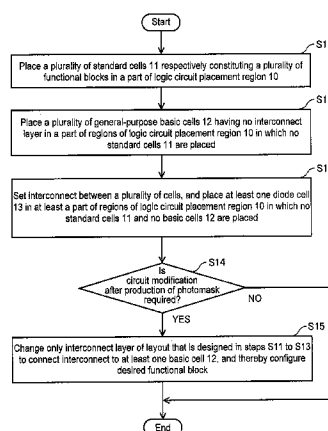 Start
S1
Place a plurality of standard cells 11 respectively constituting a plurality of
functional blocks in a part of logic circuit placement region 10
S1
Place a plurality of general-purpose basic cells 12 having no interconnect
layer in a part of regions of logic circuit placement region 10 in which no
standard cells 11 are placed
S1
Set interconnect between a plurality of cells, and place at least one diode cell
13 in at least a part of regions of logic circuit placement region 10 in which no
standard cells 11 and no basic cells 12 are placed
S14
Is
circuit modification
after production of photomask
required?
NO
YES
S15
Change only interconnect layer of layout that is designed in steps S11 to S13
to connect interconnect to at least one basic cell 12, and thereby configure
desired functional block
End